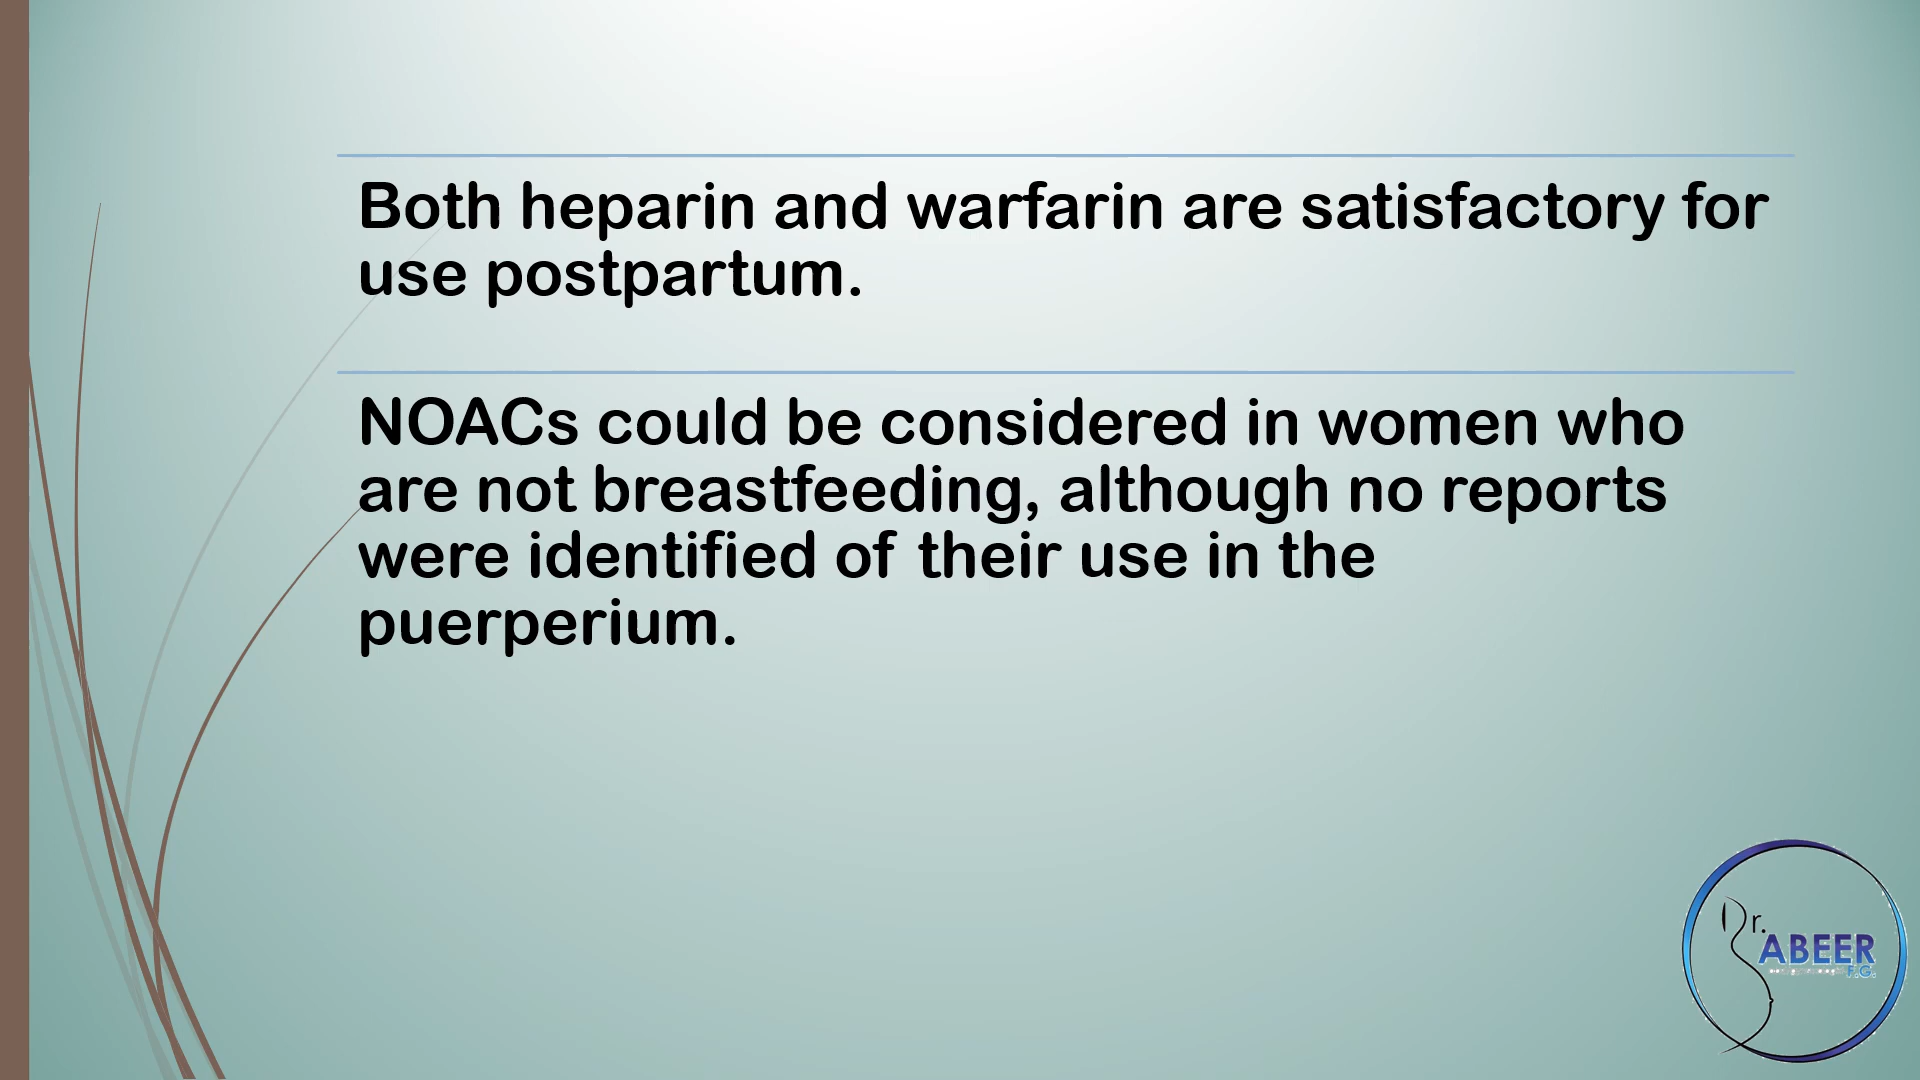 Both heparin and warfarin are satisfactory for
use postpartum.
NOACs could be considered in women who
are not breastfeeding, although no reports
were identified of their use in the
puerperium.
Dr.
ABEER
F.G.